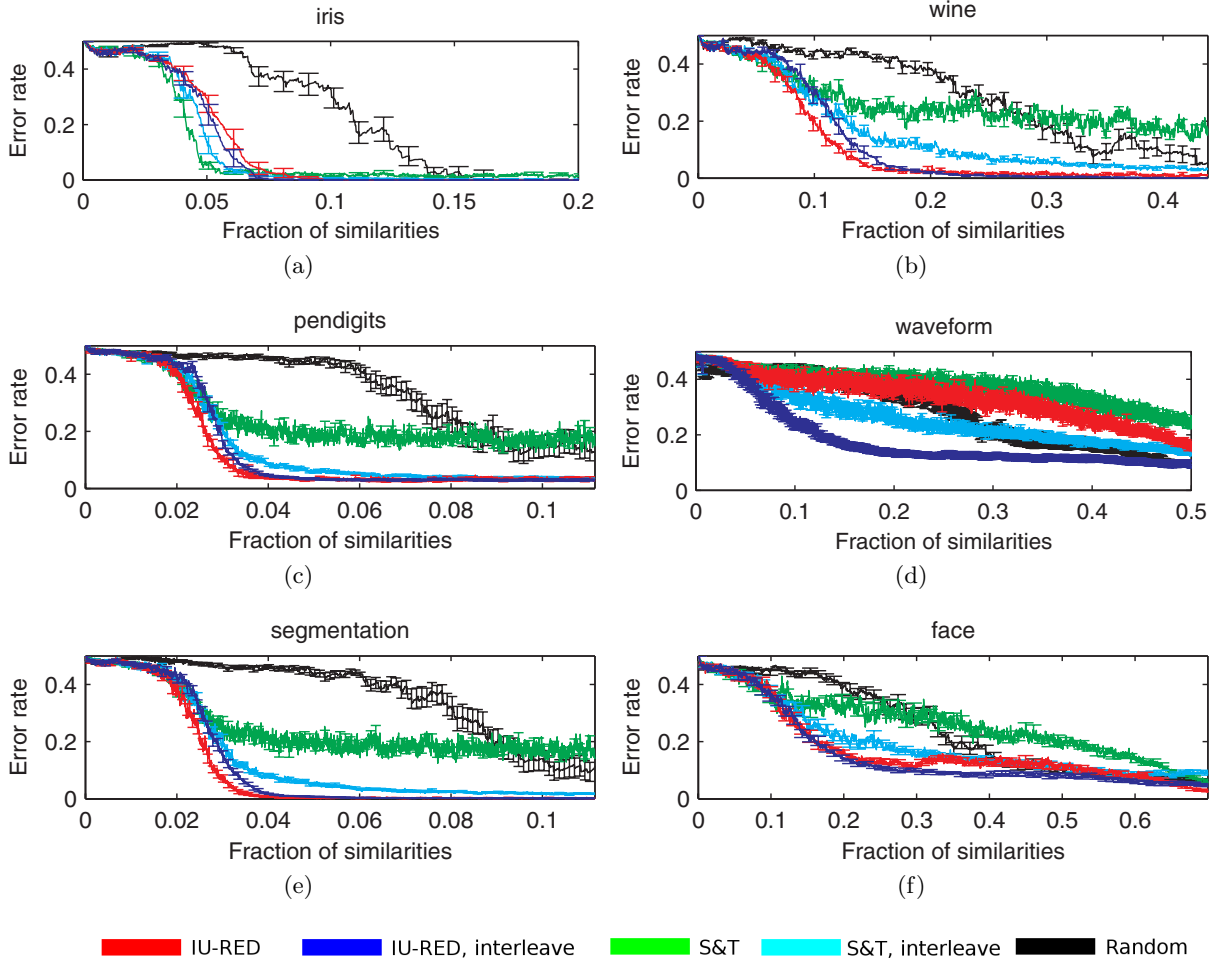 iris
Error rate
0.4
0.2
0
0 0.05 0.1 0.15 0.2
Fraction of similarities
(a)
wine
Error rate
0.4
0.2
0
0 0.1 0.2 0.3 0.4
Fraction of similarities
(b)
pendigits
Error rate
0.4
0.2
0
0 0.02 0.04 0.06 0.08 0.1
Fraction of similarities
(c)
waveform
Error rate
0.4
0.2
0
0 0.1 0.2 0.3 0.4 0.5
Fraction of similarities
(d)
segmentation
Error rate
0.4
0.2
0
0 0.02 0.04 0.06 0.08 0.1
Fraction of similarities
(e)
face
Error rate
0.4
0.2
0
0 0.1 0.2 0.3 0.4 0.5 0.6
Fraction of similarities
(f)
IU-RED IU-RED, interleave S&T S&T, interleave Random